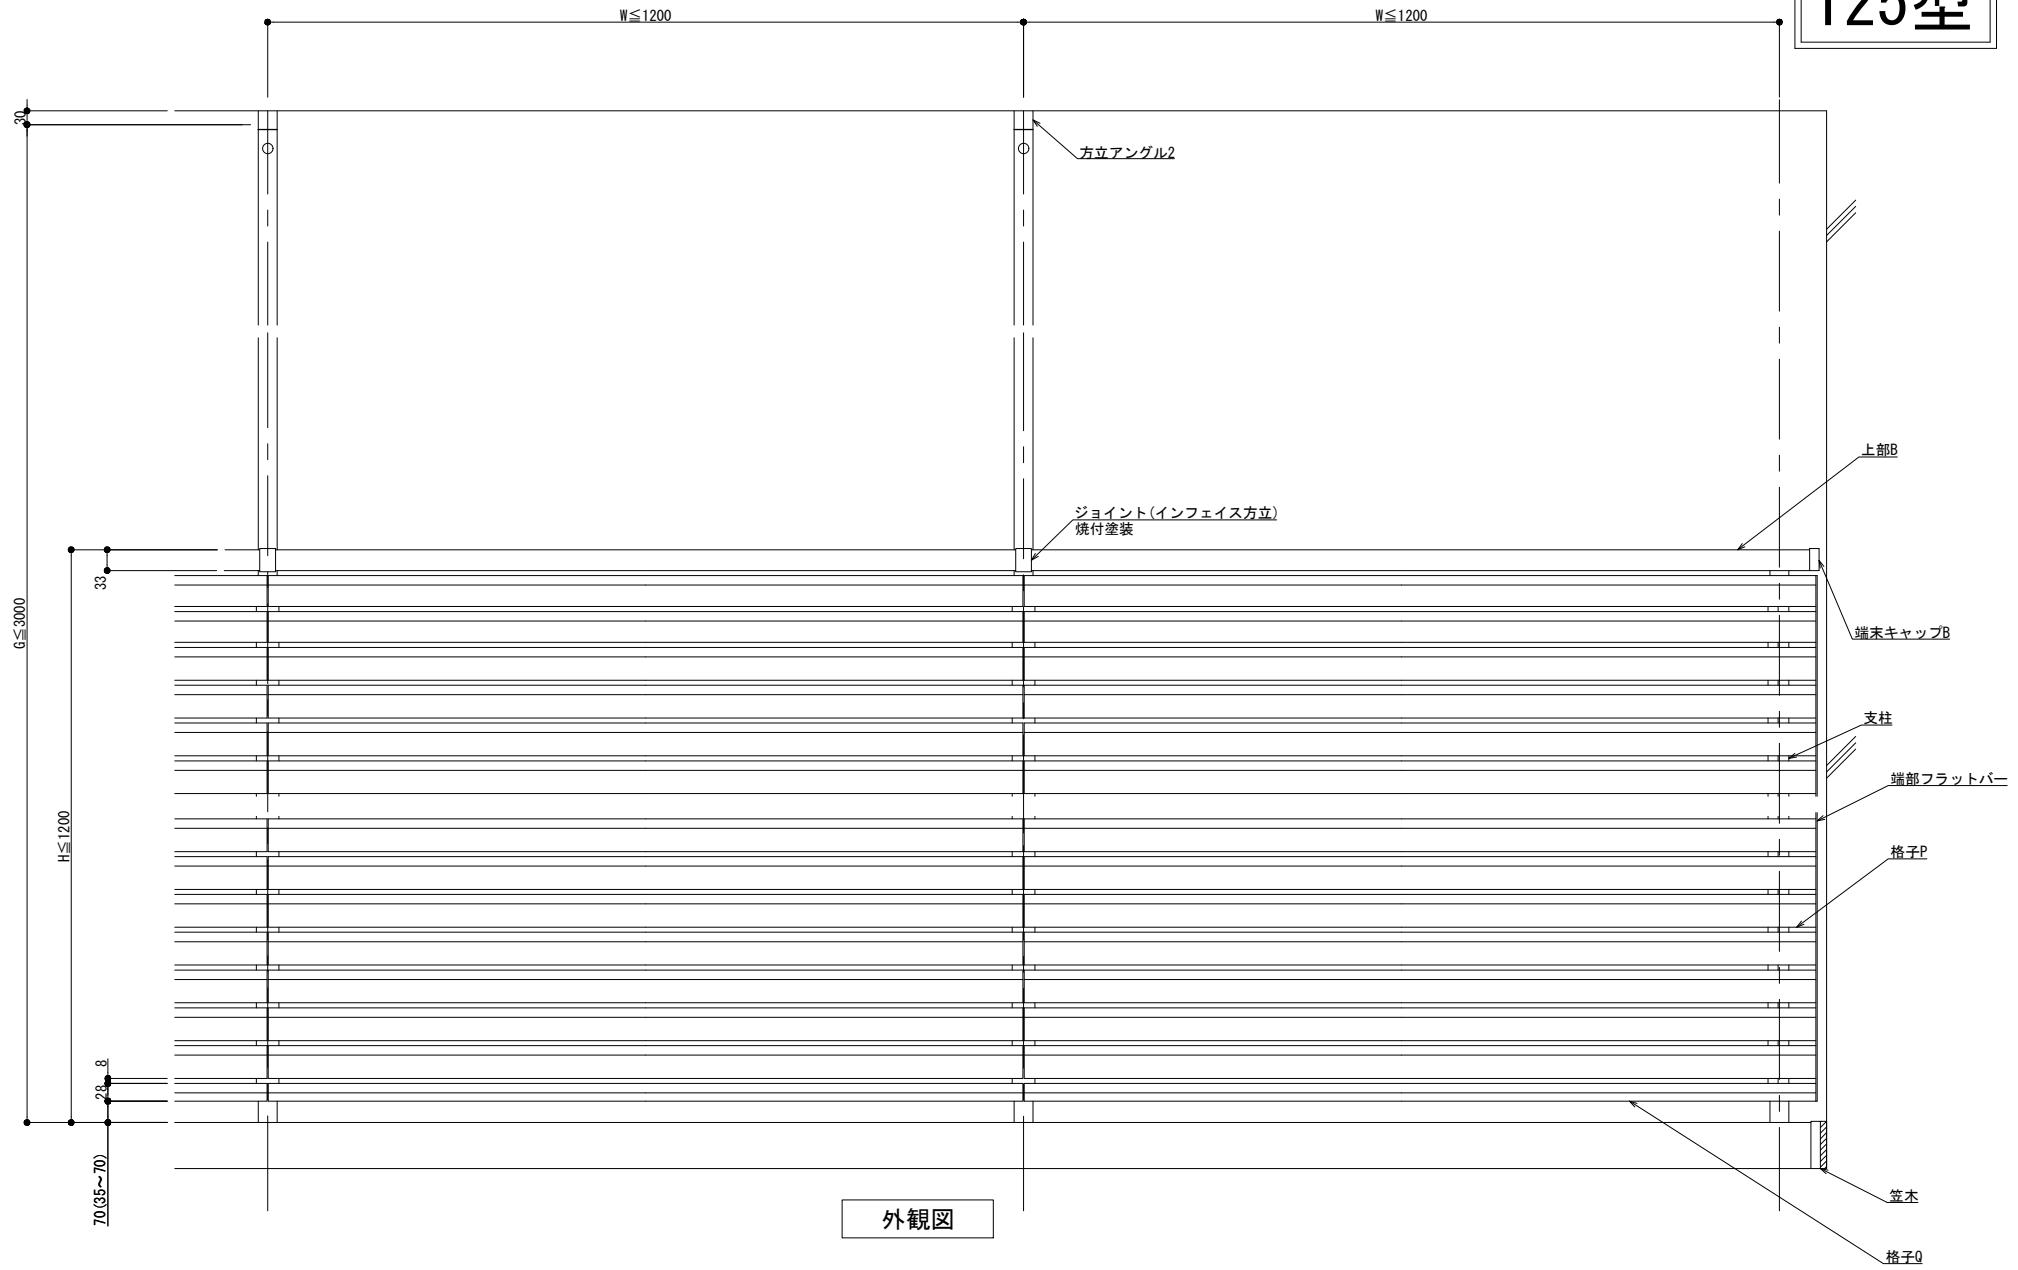 W≦1200
W≦1200
125型
30
方立アングル2
上部B
ジョイント(インフェイス方立)
焼付塗装
33
G≦3000
端末キャップB
支柱
端部フラットバー
H≦1200
格子P
8
28
70(35～70)
笠木
外観図
格子Q